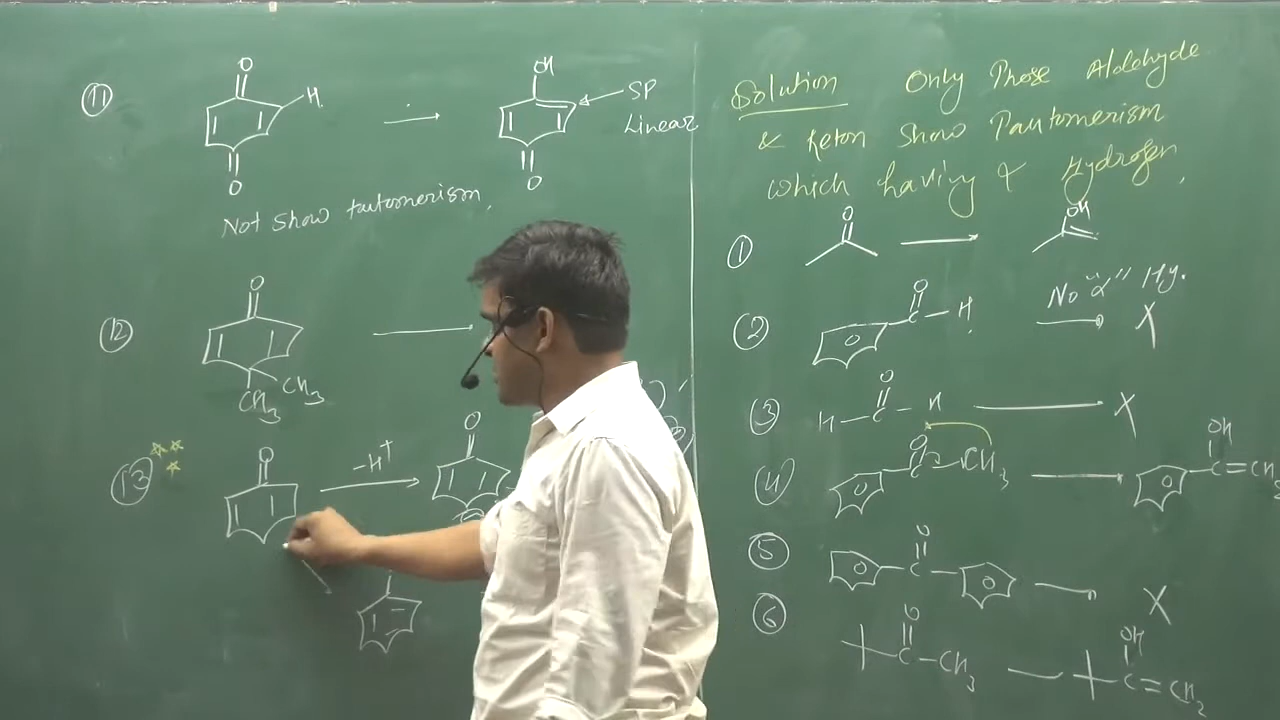 11
O
H
OH
SP
Linear
O
O
Not Show tautomerism,
12
O
CH3
CH3
13
O
-H+
O
Solution Only Those Aldehyde
& Keton Show Tautomerism
which having α Hydrogen,
1
O
OH
2
O
C-H
No "α" Hy.
X
3
O
H-C-H
X
4
O
C-CH3
OH
C=CH2
5
O
C
X
6
O
C-CH3
OH
C=CH2